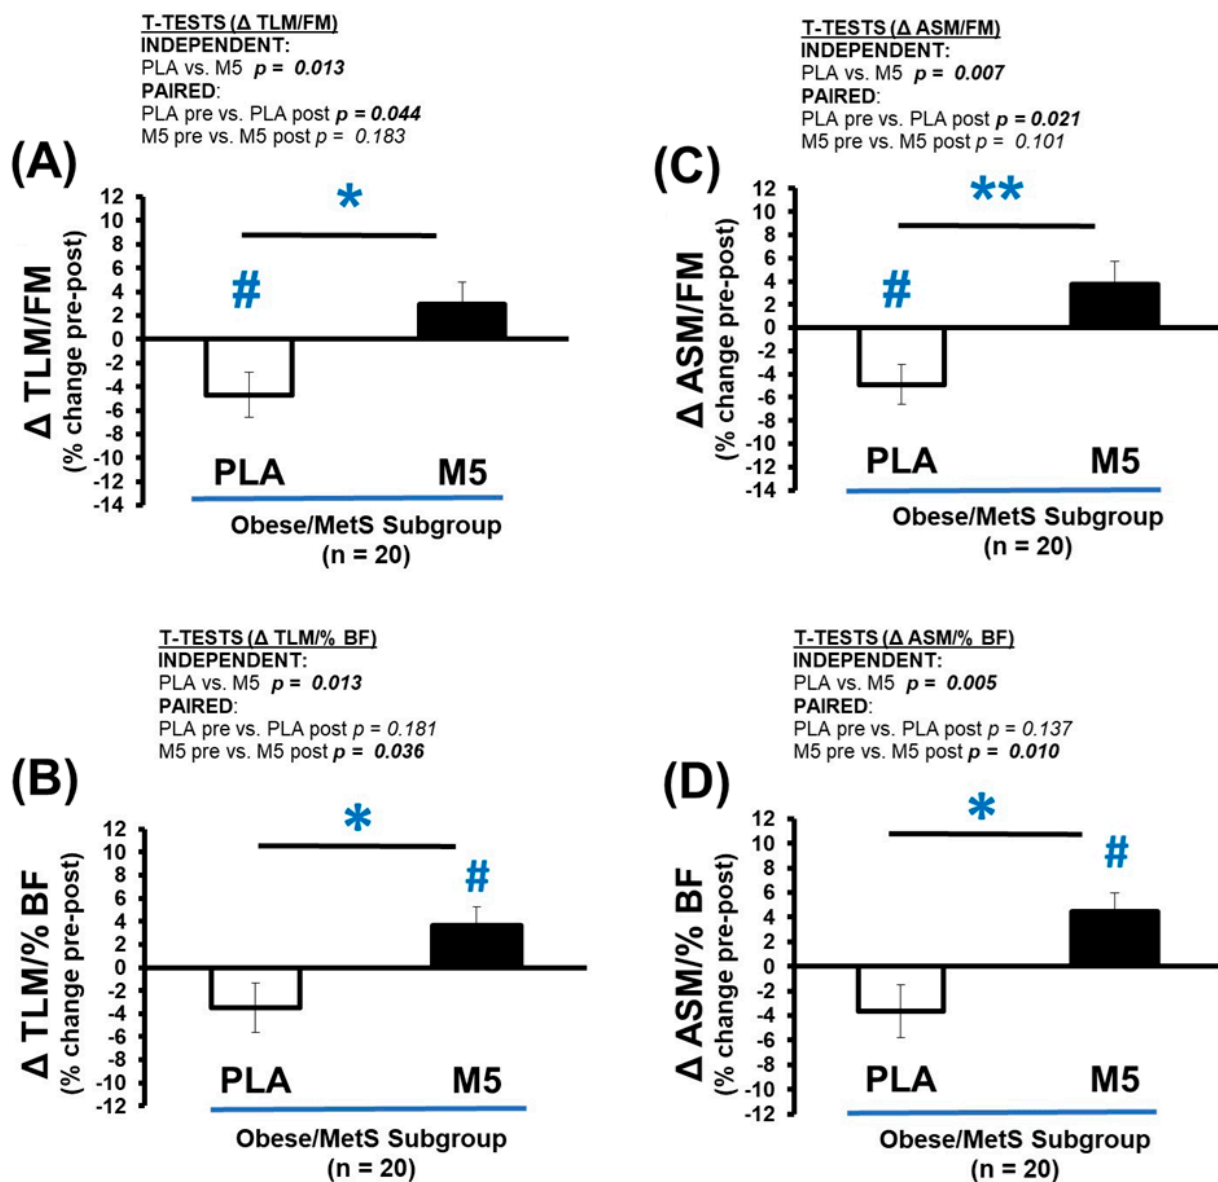 T-TESTS (Δ TLM/FM)
INDEPENDENT:
PLA vs. M5 p = 0.013
PAIRED:
PLA pre vs. PLA post p = 0.044
M5 pre vs. M5 post p = 0.183
(A)
*
#
12
10
8
6
4
2
0
-2
-4
-6
-8
-10
-12
-14
Δ TLM/FM
(% change pre-post)
PLA M5
Obese/MetS Subgroup
(n = 20)
T-TESTS (Δ ASM/FM)
INDEPENDENT:
PLA vs. M5 p = 0.007
PAIRED:
PLA pre vs. PLA post p = 0.021
M5 pre vs. M5 post p = 0.101
(C)
**
#
12
10
8
6
4
2
0
-2
-4
-6
-8
-10
-12
-14
Δ ASM/FM
(% change pre-post)
PLA M5
Obese/MetS Subgroup
(n = 20)
T-TESTS (Δ TLM/% BF)
INDEPENDENT:
PLA vs. M5 p = 0.013
PAIRED:
PLA pre vs. PLA post p = 0.181
M5 pre vs. M5 post p = 0.036
(B)
*
#
12
10
8
6
4
2
0
-2
-4
-6
-8
-10
-12
Δ TLM/% BF
(% change pre-post)
PLA M5
Obese/MetS Subgroup
(n = 20)
T-TESTS (Δ ASM/% BF)
INDEPENDENT:
PLA vs. M5 p = 0.005
PAIRED:
PLA pre vs. PLA post p = 0.137
M5 pre vs. M5 post p = 0.010
(D)
*
#
12
10
8
6
4
2
0
-2
-4
-6
-8
-10
-12
Δ ASM/% BF
(% change pre-post)
PLA M5
Obese/MetS Subgroup
(n = 20)